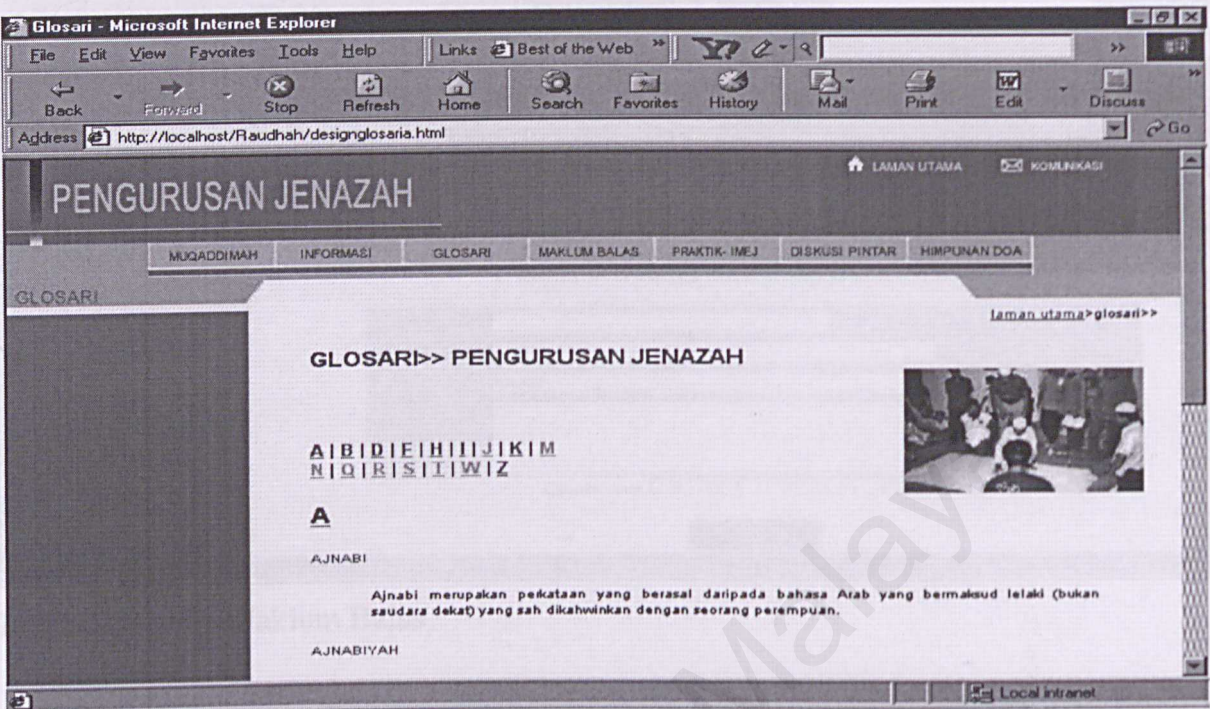 Glosari - Microsoft Internet Explorer
File Edit View Favorites Tools Help Links Best of the Web »
Back Forward Stop Refresh Home Search Favorites History Mail Print Edit Discuss »
Address http://localhost/Raudhah/designglosaria.html Go
LAMAN UTAMA KOMUNIKASI
PENGURUSAN JENAZAH
MUQADDIMAH INFORMASI GLOSARI MAKLUM BALAS PRAKTIK- IMEJ DISKUSI PINTAR HIMPUNAN DOA
GLOSARI
laman utama>glosari>>
GLOSARI>> PENGURUSAN JENAZAH
A | B | D | F | H | I | J | K | M
N | Q | R | S | T | W | Z
A
AJNABI
Ajnabi merupakan perkataan yang berasal daripada bahasa Arab yang bermaksud lelaki (bukan
saudara dekat) yang sah dikahwinkan dengan seorang perempuan.
AJNABIYAH
Local intranet
Malay